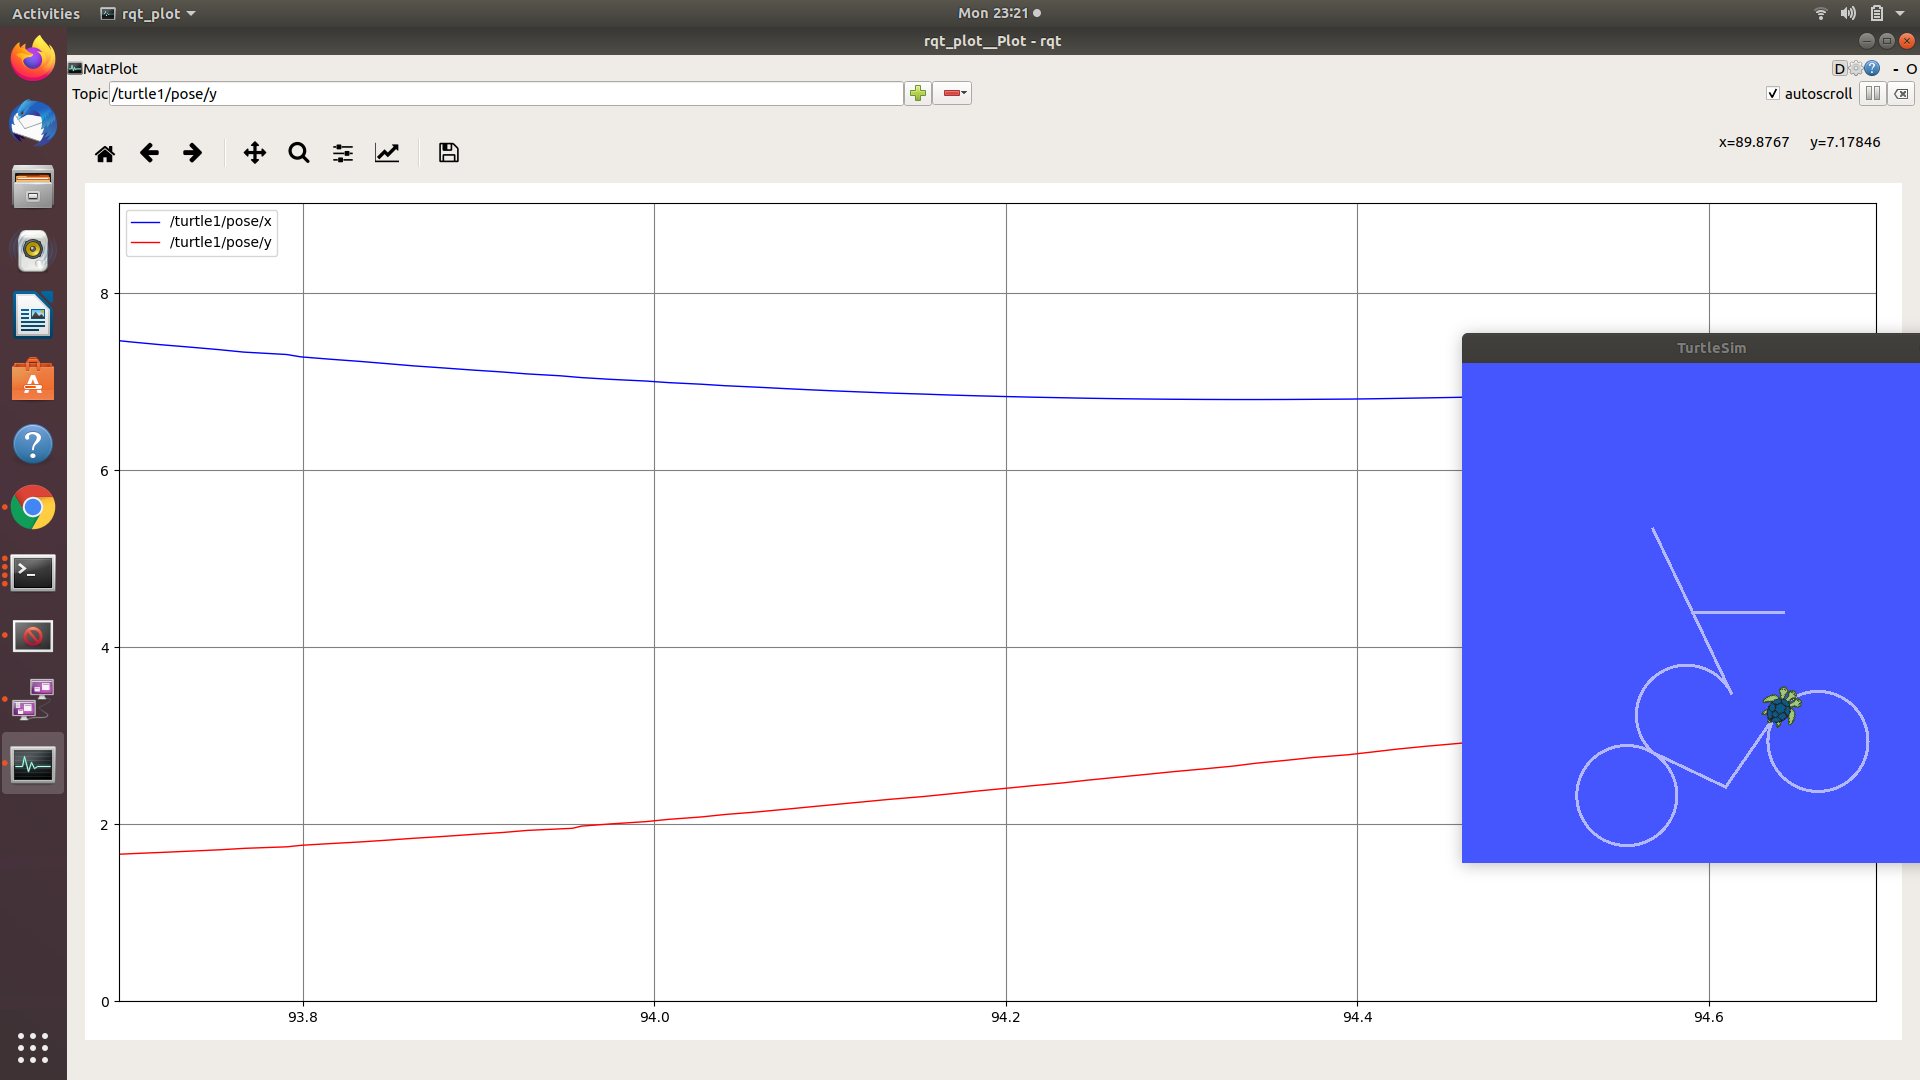 Activities rqt_plot Mon 23:21
rqt_plot__Plot - rqt
MatPlot D - O
Topic /turtle1/pose/y autoscroll
x=89.8767 y=7.17846
/turtle1/pose/x
/turtle1/pose/y
8
6
4
2
0
93.8 94.0 94.2 94.4 94.6
TurtleSim